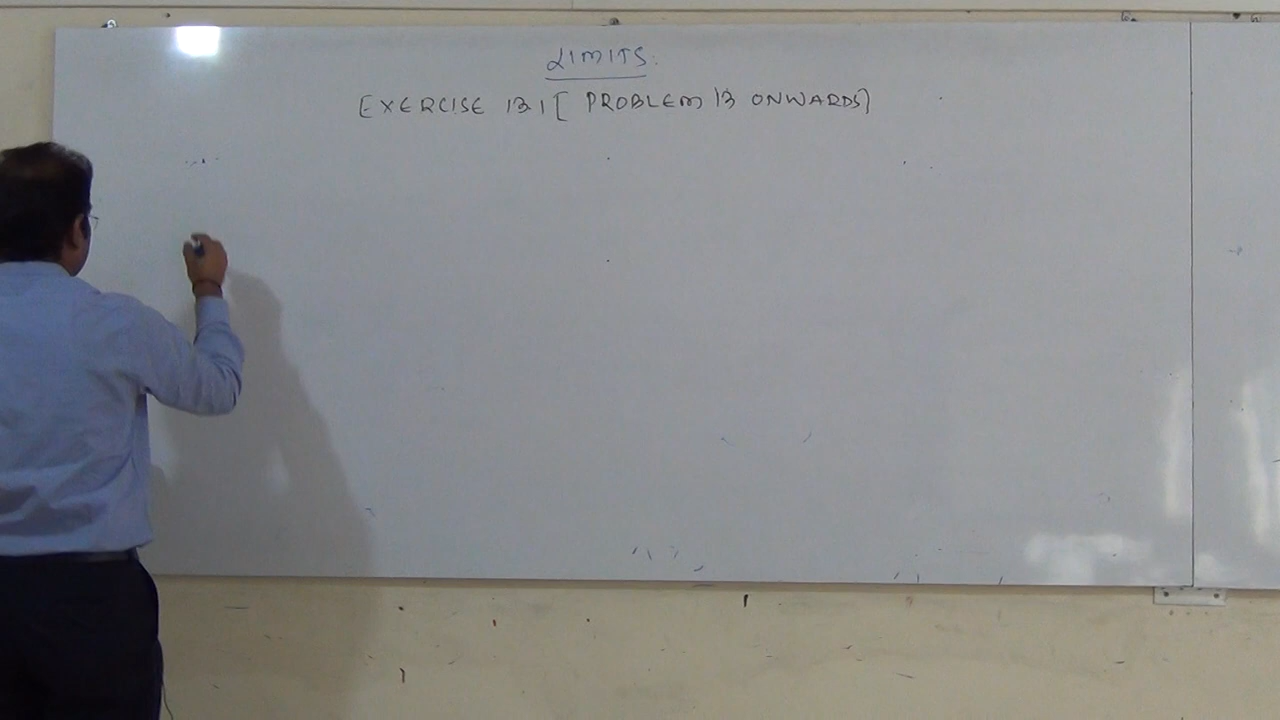 LIMITS.
EXERCISE 13.1 [ PROBLEM 13 ONWARDS]